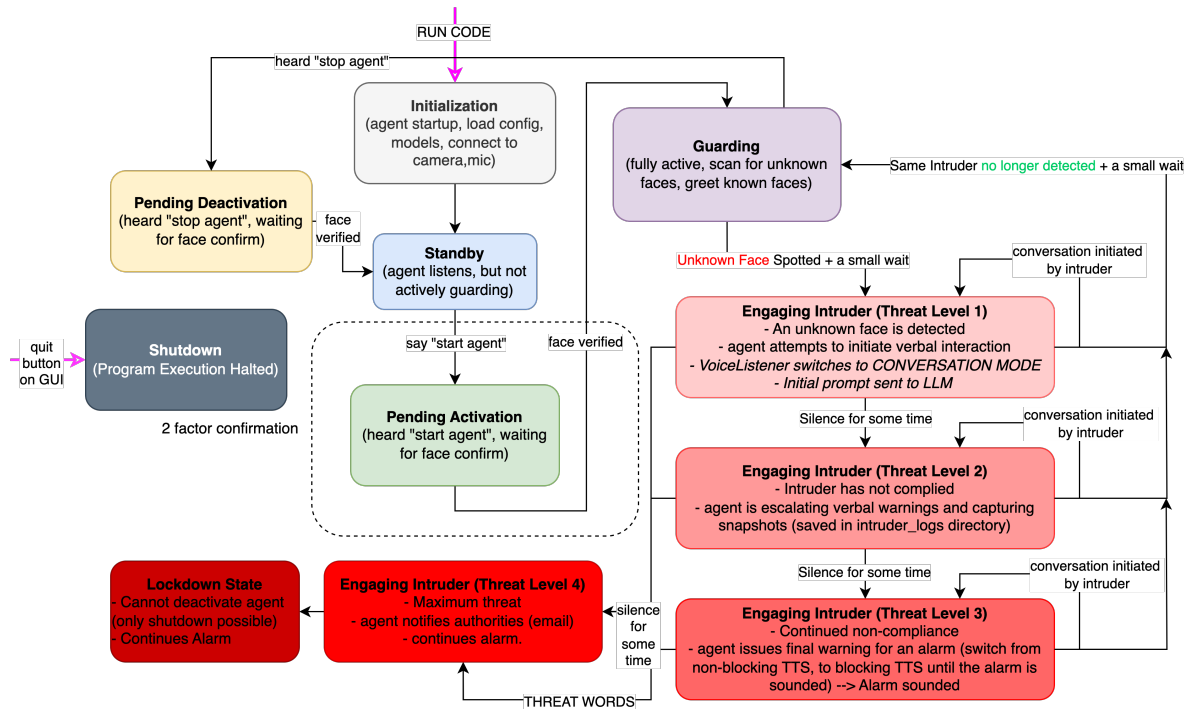 RUN CODE
heard "stop agent"
Initialization
(agent startup, load config,
models, connect to
camera,mic)
Guarding
(fully active, scan for unknown
faces, greet known faces)
Same Intruder no longer detected + a small wait
Pending Deactivation
(heard "stop agent", waiting
for face confirm)
face
verified
Standby
(agent listens, but not
actively guarding)
Unknown Face Spotted + a small wait
conversation initiated
by intruder
quit
button
on GUI
Shutdown
(Program Execution Halted)
say "start agent"
face verified
Engaging Intruder (Threat Level 1)
- An unknown face is detected
- agent attempts to initiate verbal interaction
- VoiceListener switches to CONVERSATION MODE
- Initial prompt sent to LLM
2 factor confirmation
Pending Activation
(heard "start agent", waiting
for face confirm)
Silence for some time
conversation initiated
by intruder
Engaging Intruder (Threat Level 2)
- Intruder has not complied
- agent is escalating verbal warnings and capturing
snapshots (saved in intruder_logs directory)
Silence for some time
conversation initiated
by intruder
Lockdown State
- Cannot deactivate agent
(only shutdown possible)
- Continues Alarm
Engaging Intruder (Threat Level 4)
- Maximum threat
- agent notifies authorities (email)
- continues alarm.
silence
for
some
time
Engaging Intruder (Threat Level 3)
- Continued non-compliance
- agent issues final warning for an alarm (switch from
non-blocking TTS, to blocking TTS until the alarm is
sounded) --> Alarm sounded
THREAT WORDS